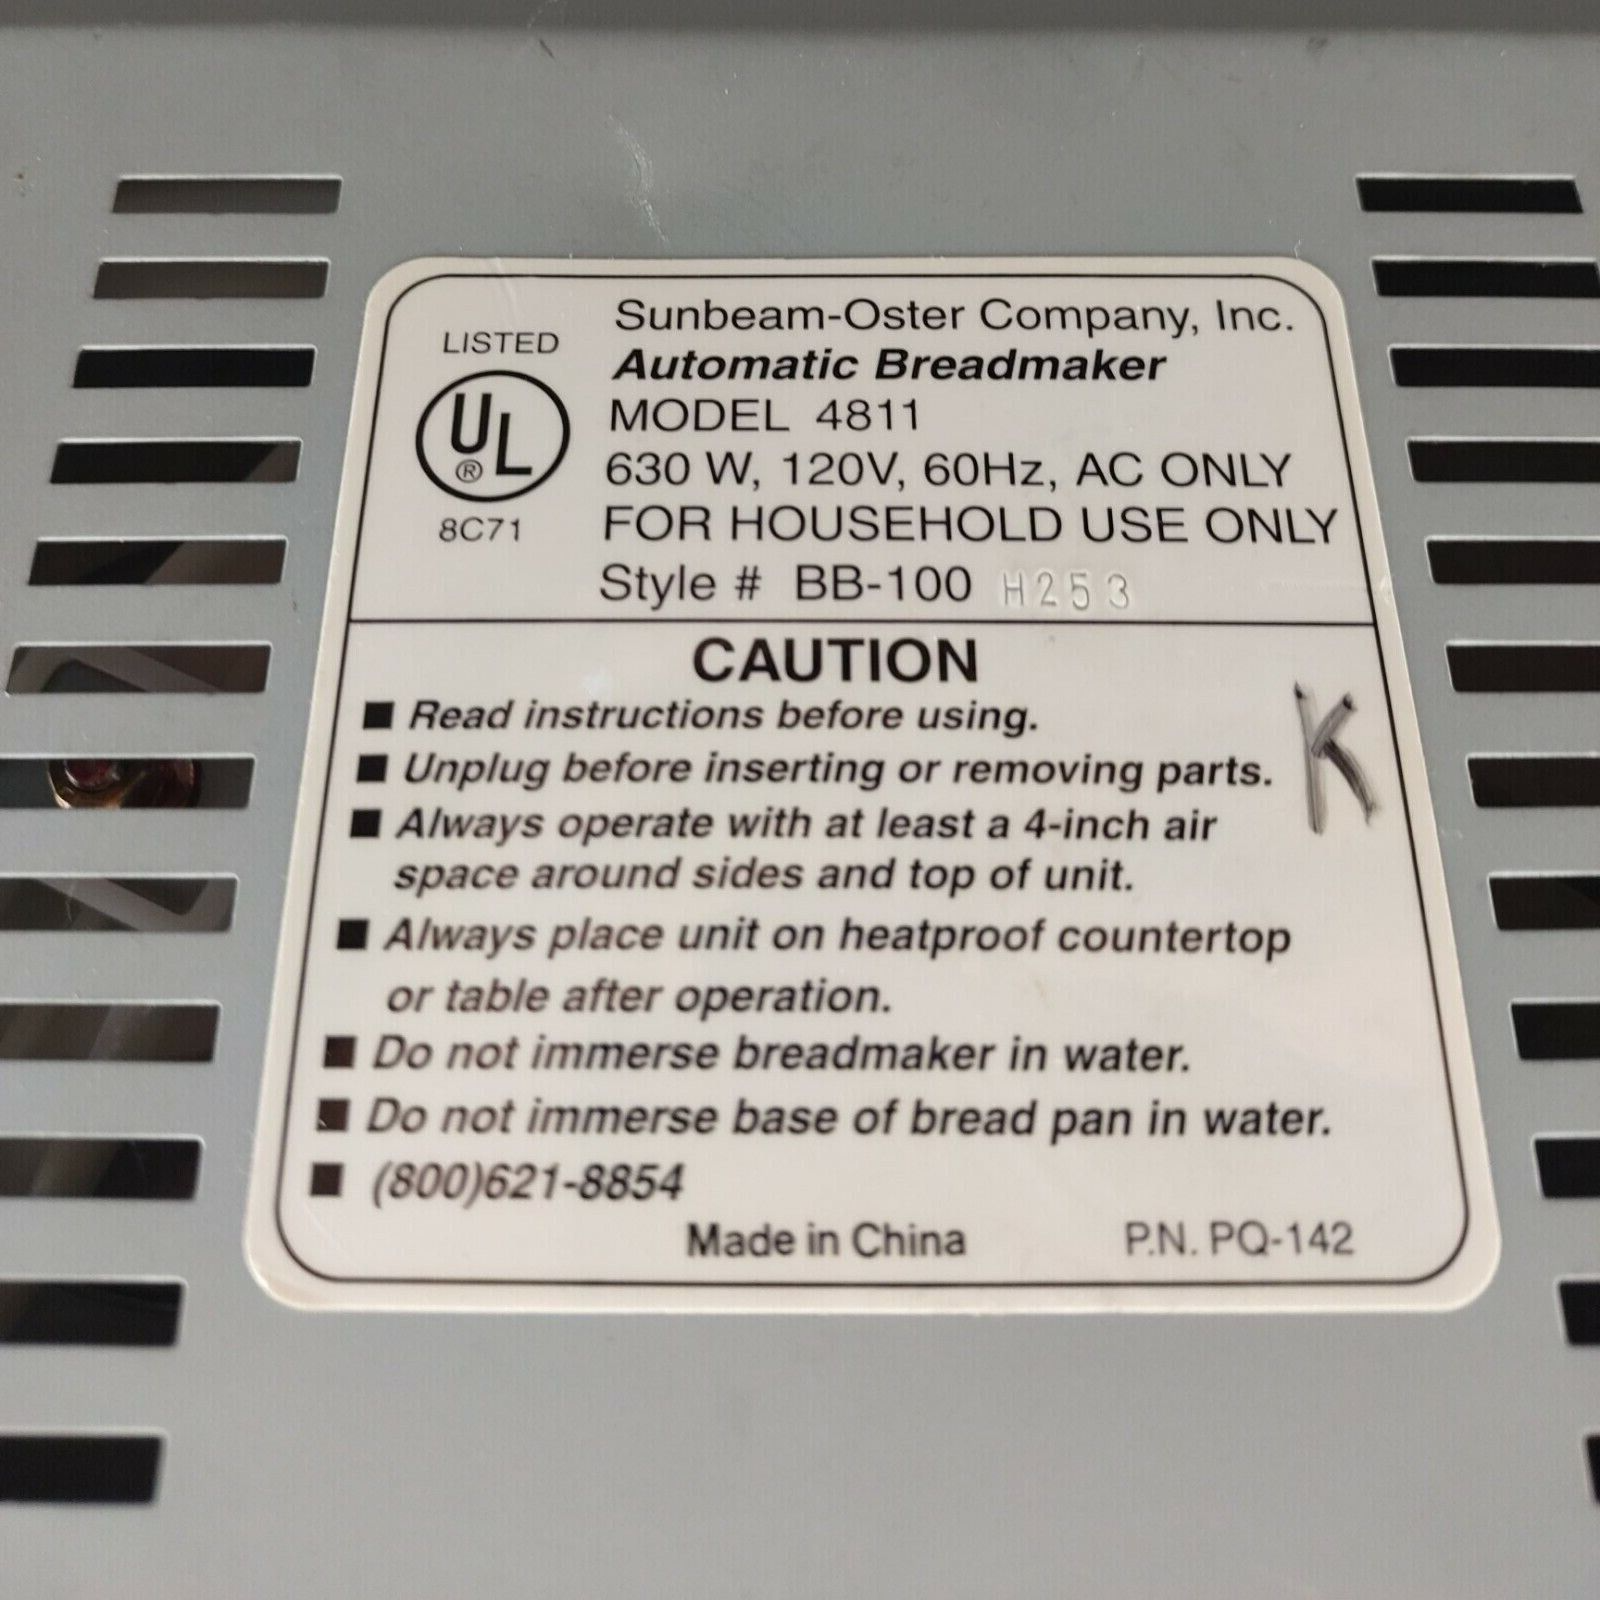 LISTED
UL
®
8C71
Sunbeam-Oster Company, Inc.
Automatic Breadmaker
MODEL 4811
630 W, 120V, 60Hz, AC ONLY
FOR HOUSEHOLD USE ONLY
Style # BB-100 H253
CAUTION
■ Read instructions before using.
■ Unplug before inserting or removing parts.
K
■ Always operate with at least a 4-inch air
space around sides and top of unit.
■ Always place unit on heatproof countertop
or table after operation.
■ Do not immerse breadmaker in water.
■ Do not immerse base of bread pan in water.
■ (800)621-8854
Made in China P.N. PQ-142